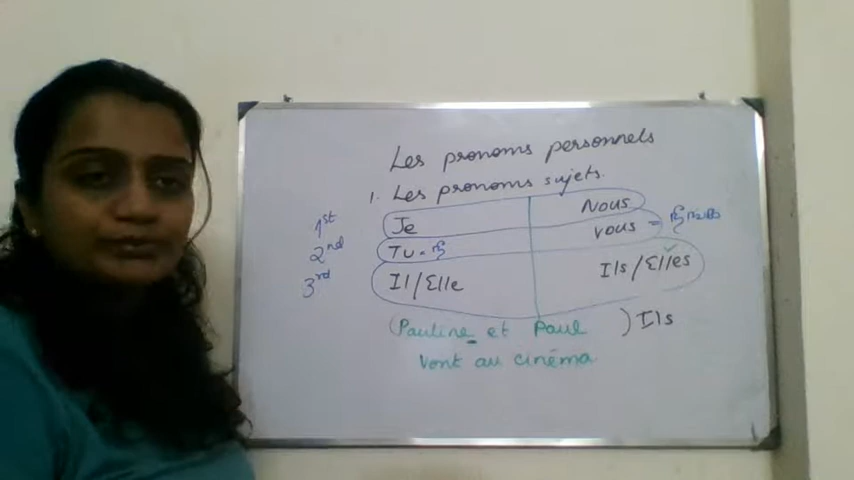 Les pronoms personnels
1. Les pronoms sujets.
1st Je Nous
2nd Tu = நீ vous = நீங்கள்
3rd Il/Elle Ils/Elles
(Pauline et Paul ) Ils
vont au cinéma